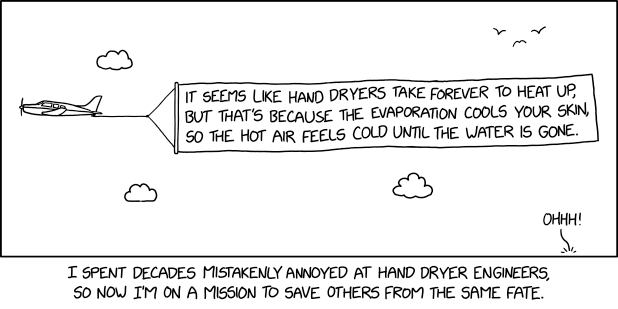 IT SEEMS LIKE HAND DRYERS TAKE FOREVER TO HEAT UP,
BUT THAT'S BECAUSE THE EVAPORATION COOLS YOUR SKIN,
SO THE HOT AIR FEELS COLD UNTIL THE WATER IS GONE.
OHHH!
I SPENT DECADES MISTAKENLY ANNOYED AT HAND DRYER ENGINEERS,
SO NOW I'M ON A MISSION TO SAVE OTHERS FROM THE SAME FATE.